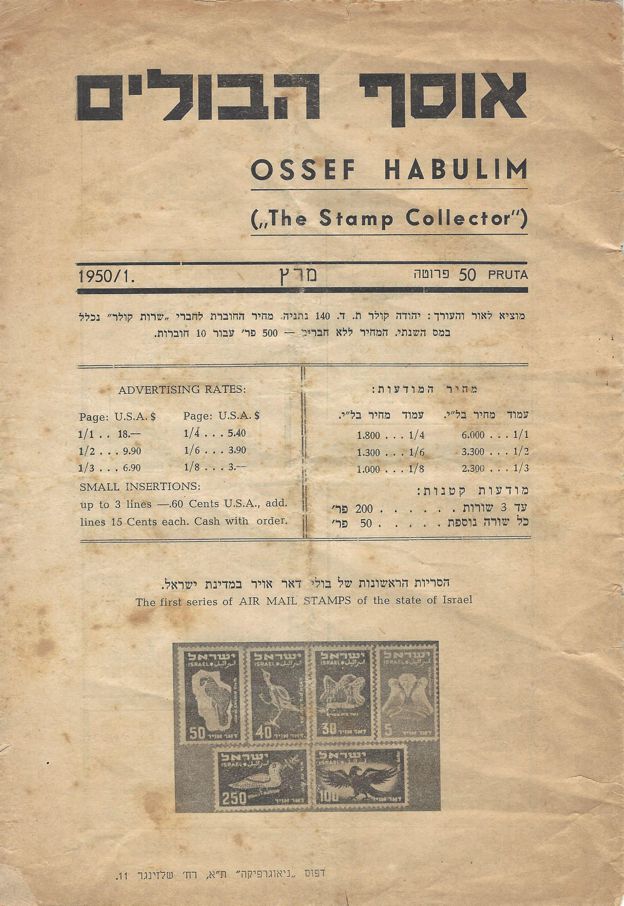 אוסף הבולים
OSSEF HABULIM
(„The Stamp Collector")
1950/1. מרץ 50 פרוטה PRUTA
מוציא לאור והעורך: יהודה קולר ת. ד. 140 נתניה. מחיר החוברת לחברי „שרות קולר" נכלל
במס השנתי. המחיר ללא חברים — 500 פר' עבור 10 חוברות.
ADVERTISING RATES:
Page: U.S.A. $ Page: U.S.A. $
1/1 . . 18.— 1/4 . . . 5.40
1/2 . . . 9.90 1/6 . . . 3.90
1/3 . . . 6.90 1/8 . . . 3.—
SMALL INSERTIONS:
up to 3 lines —.60 Cents U.S.A., add.
lines 15 Cents each. Cash with order.
מחיר המודעות:
עמוד מחיר בל"י. עמוד מחיר בל"י.
1/1 . . . 6.000 1/4 . . . 1.800
1/2 . . . 3.300 1/6 . . . 1.300
1/3 . . . 2.300 1/8 . . . 1.000
מודעות קטנות:
עד 3 שורות . . . . . . 200 פר'
כל שורה נוספת . . . . . 50 פר'
הסריות הראשונות של בולי דאר אויר במדינת ישראל.
The first series of AIR MAIL STAMPS of the state of Israel
ישראל ישראל ישראל ישראל
ISRAEL اسرائيل ISRAEL اسرائيل ISRAEL اسرائيل ISRAEL اسرائيل
50 דאר אויר 40 דאר אויר 30 דאר אויר 5 דאר אויר
ישראל ישראל
ISRAEL اسرائيل ISRAEL اسرائيل
250 דאר אויר 100 דאר אויר
דפוס „ניאוגרפיקה" ת"א, רח' שלזינגר 11.